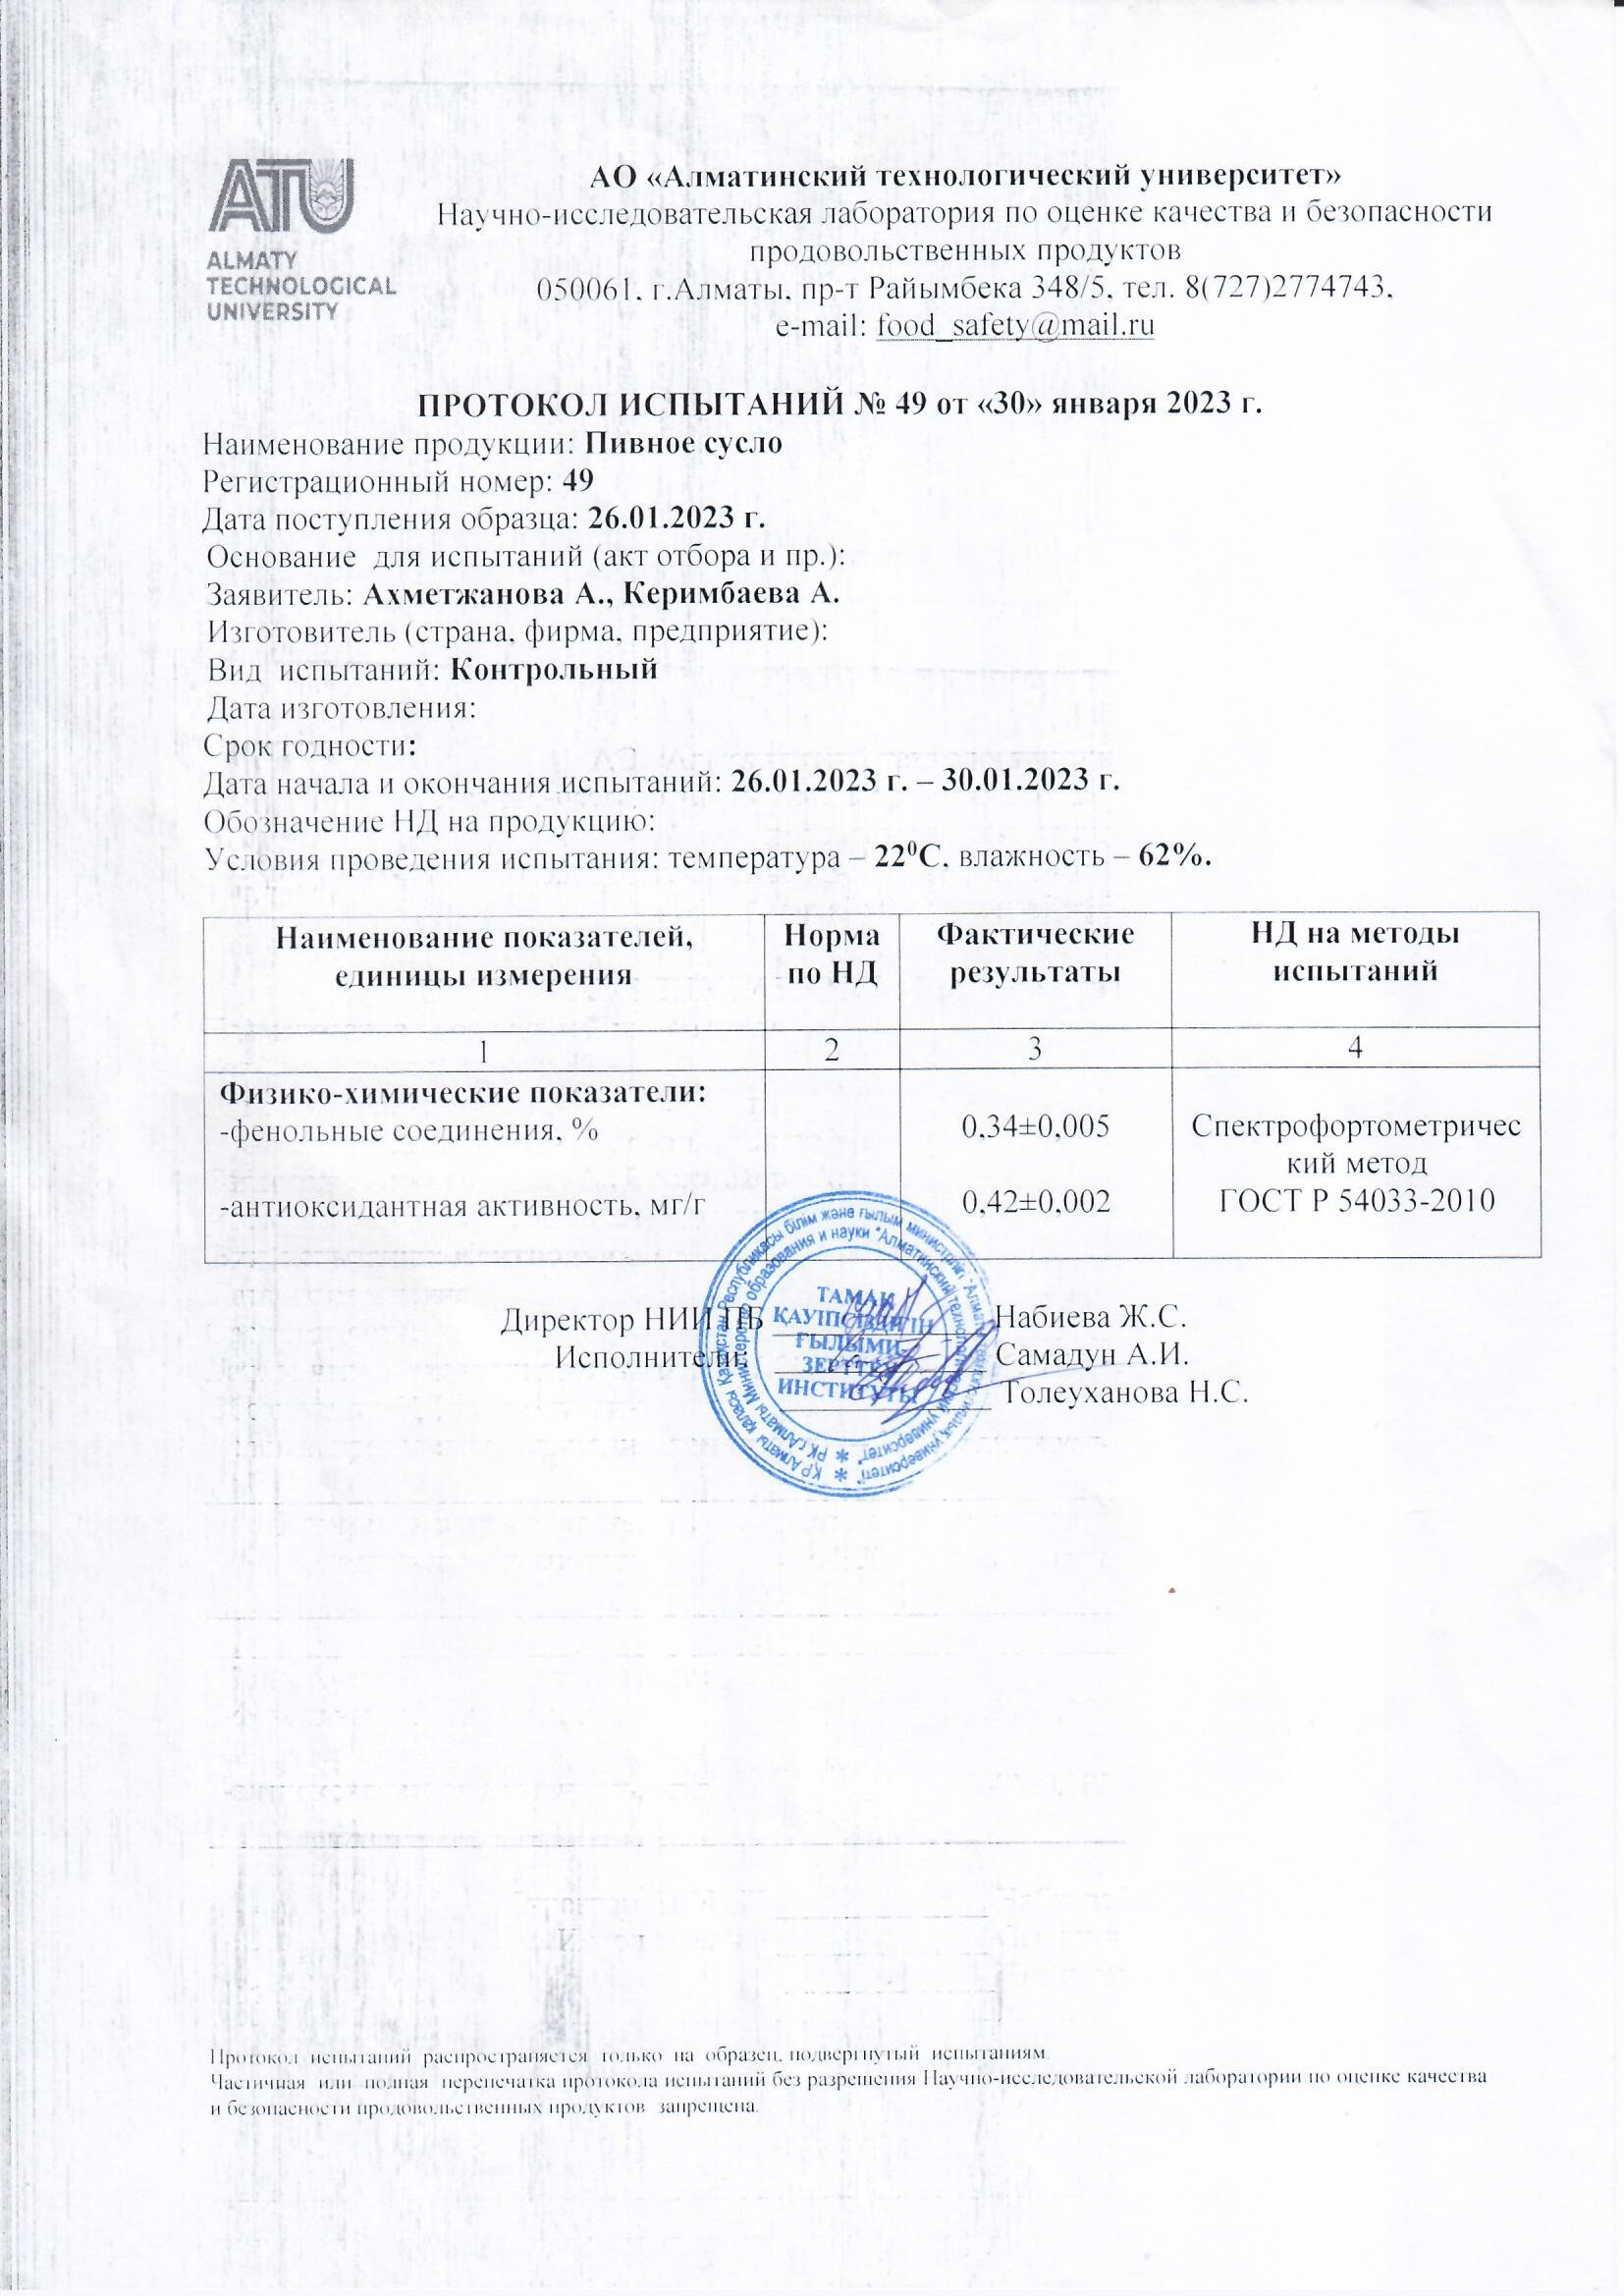 ATU
ALMATY
TECHNOLOGICAL
UNIVERSITY
АО «Алматинский технологический университет»
Научно-исследовательская лаборатория по оценке качества и безопасности
продовольственных продуктов
050061, г.Алматы, пр-т Райымбека 348/5, тел. 8(727)2774743,
e-mail: food_safety@mail.ru
ПРОТОКОЛ ИСПЫТАНИЙ № 49 от «30» января 2023 г.
Наименование продукции: Пивное сусло
Регистрационный номер: 49
Дата поступления образца: 26.01.2023 г.
Основание для испытаний (акт отбора и пр.):
Заявитель: Ахметжанова А., Керимбаева А.
Изготовитель (страна, фирма, предприятие):
Вид испытаний: Контрольный
Дата изготовления:
Срок годности:
Дата начала и окончания испытаний: 26.01.2023 г. – 30.01.2023 г.
Обозначение НД на продукцию:
Условия проведения испытания: температура – 22⁰С, влажность – 62%.
Наименование показателей,
единицы измерения
Норма
по НД
Фактические
результаты
НД на методы
испытаний
1
2
3
4
Физико-химические показатели:
-фенольные соединения, %
0,34±0,005
Спектрофортометричес
кий метод
-антиоксидантная активность, мг/г
0,42±0,002
ГОСТ Р 54033-2010
Директор НИИ ПБ Набиева Ж.С.
Исполнители: Самадун А.И.
Толеуханова Н.С.
ТАМАҚ
ҚАУІПСІЗДІГІН
ҒЫЛЫМИ-
ЗЕРТТЕУ
ИНСТИТУТЫ
Протокол испытаний распространяется только на образец, подвергнутый испытаниям.
Частичная или полная перепечатка протокола испытаний без разрешения Научно-исследовательской лаборатории по оценке качества
и безопасности продовольственных продуктов запрещена.